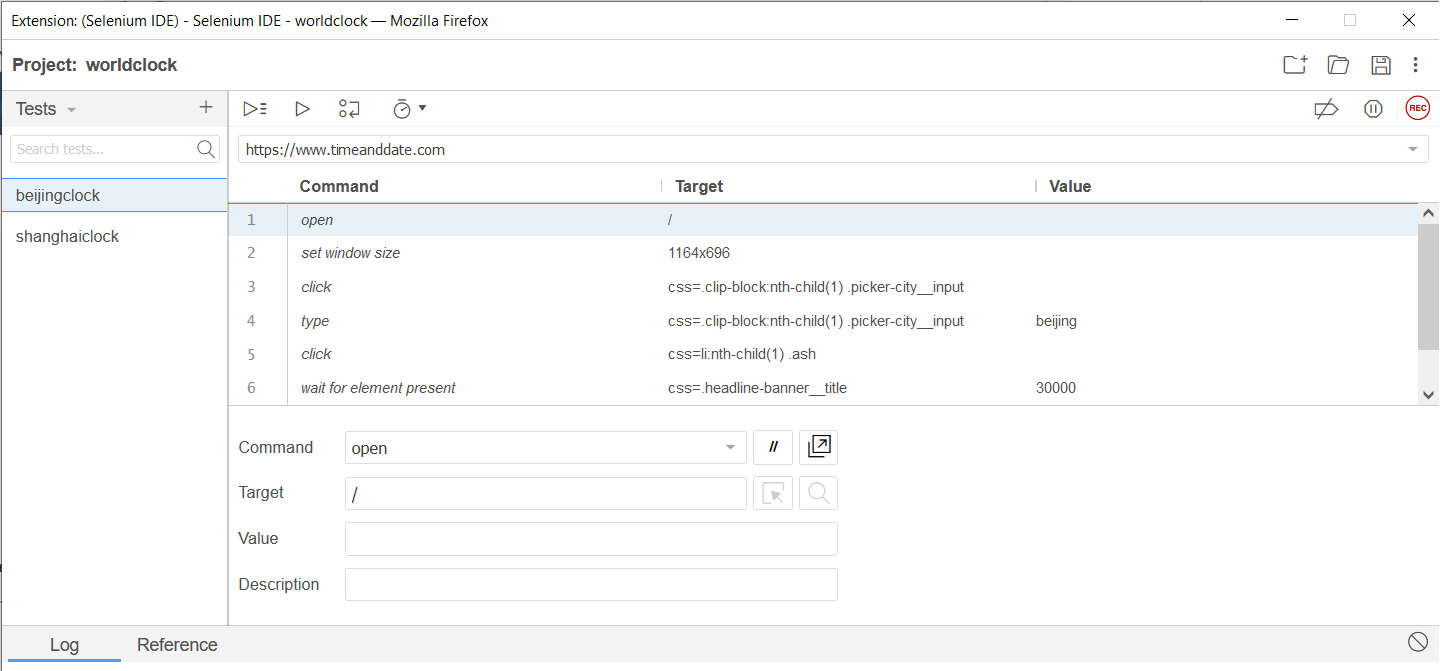 Extension: (Selenium IDE) - Selenium IDE - worldclock — Mozilla Firefox
Project: worldclock
Tests
REC
Search tests...
https://www.timeanddate.com
Command Target Value
beijingclock
shanghaiclock
1 open /
2 set window size 1164x696
3 click css=.clip-block:nth-child(1) .picker-city__input
4 type css=.clip-block:nth-child(1) .picker-city__input beijing
5 click css=li:nth-child(1) .ash
6 wait for element present css=.headline-banner__title 30000
Command open //
Target /
Value
Description
Log Reference